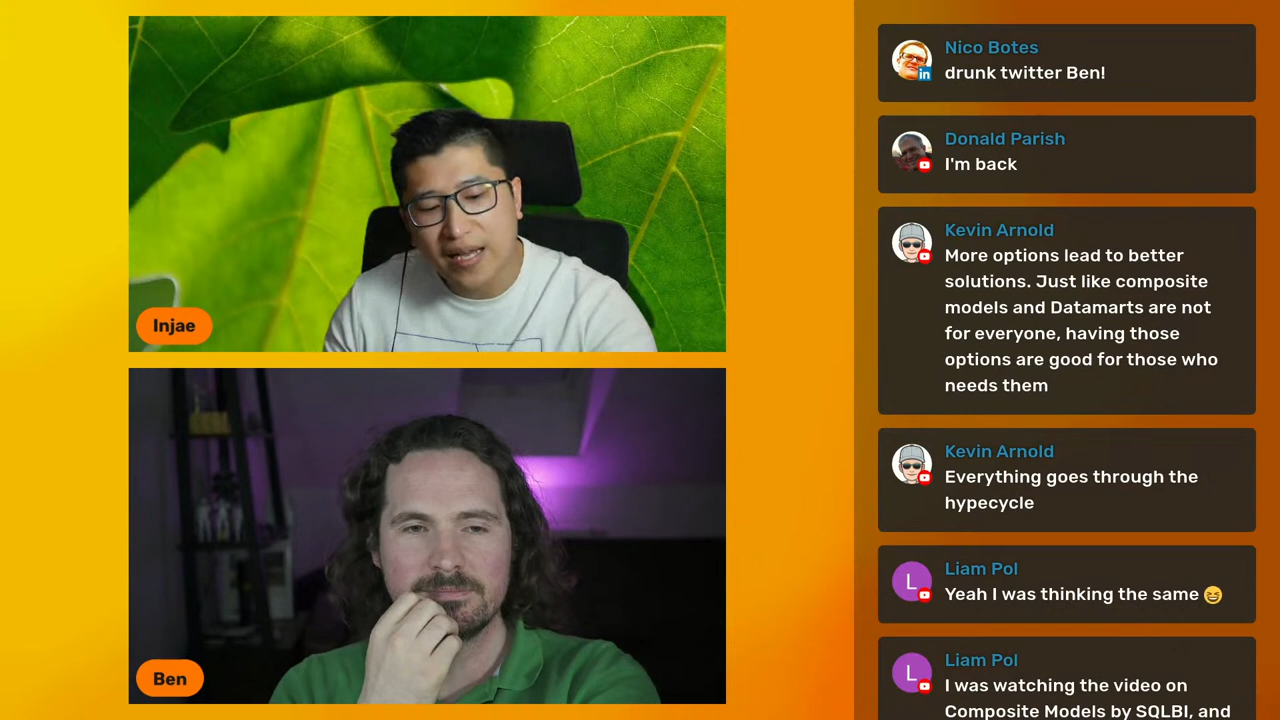 Injae
Ben
Nico Botes
drunk twitter Ben!
in
Donald Parish
I'm back
Kevin Arnold
More options lead to better
solutions. Just like composite
models and Datamarts are not
for everyone, having those
options are good for those who
needs them
Kevin Arnold
Everything goes through the
hypecycle
L
Liam Pol
Yeah I was thinking the same 😆
L
Liam Pol
I was watching the video on
Composite Models by SQLBI, and